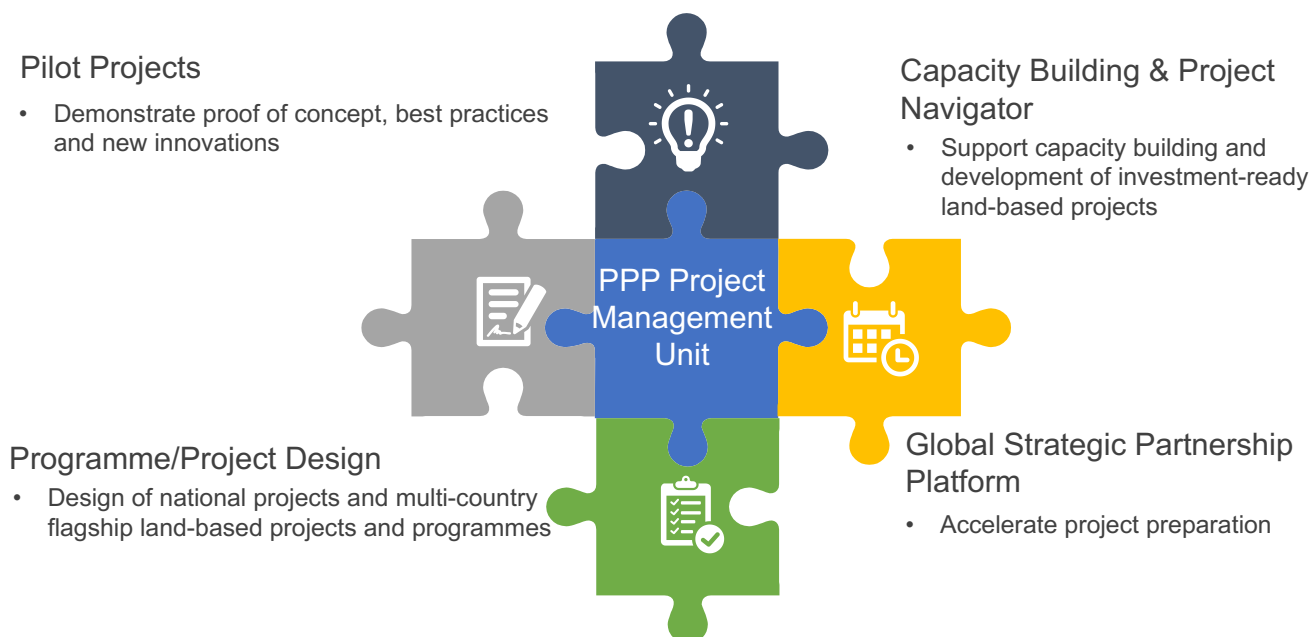 Pilot Projects
• Demonstrate proof of concept, best practices
and new innovations
Capacity Building & Project
Navigator
• Support capacity building and
development of investment-ready
land-based projects
PPP Project
Management
Unit
Programme/Project Design
• Design of national projects and multi-country
flagship land-based projects and programmes
Global Strategic Partnership
Platform
• Accelerate project preparation